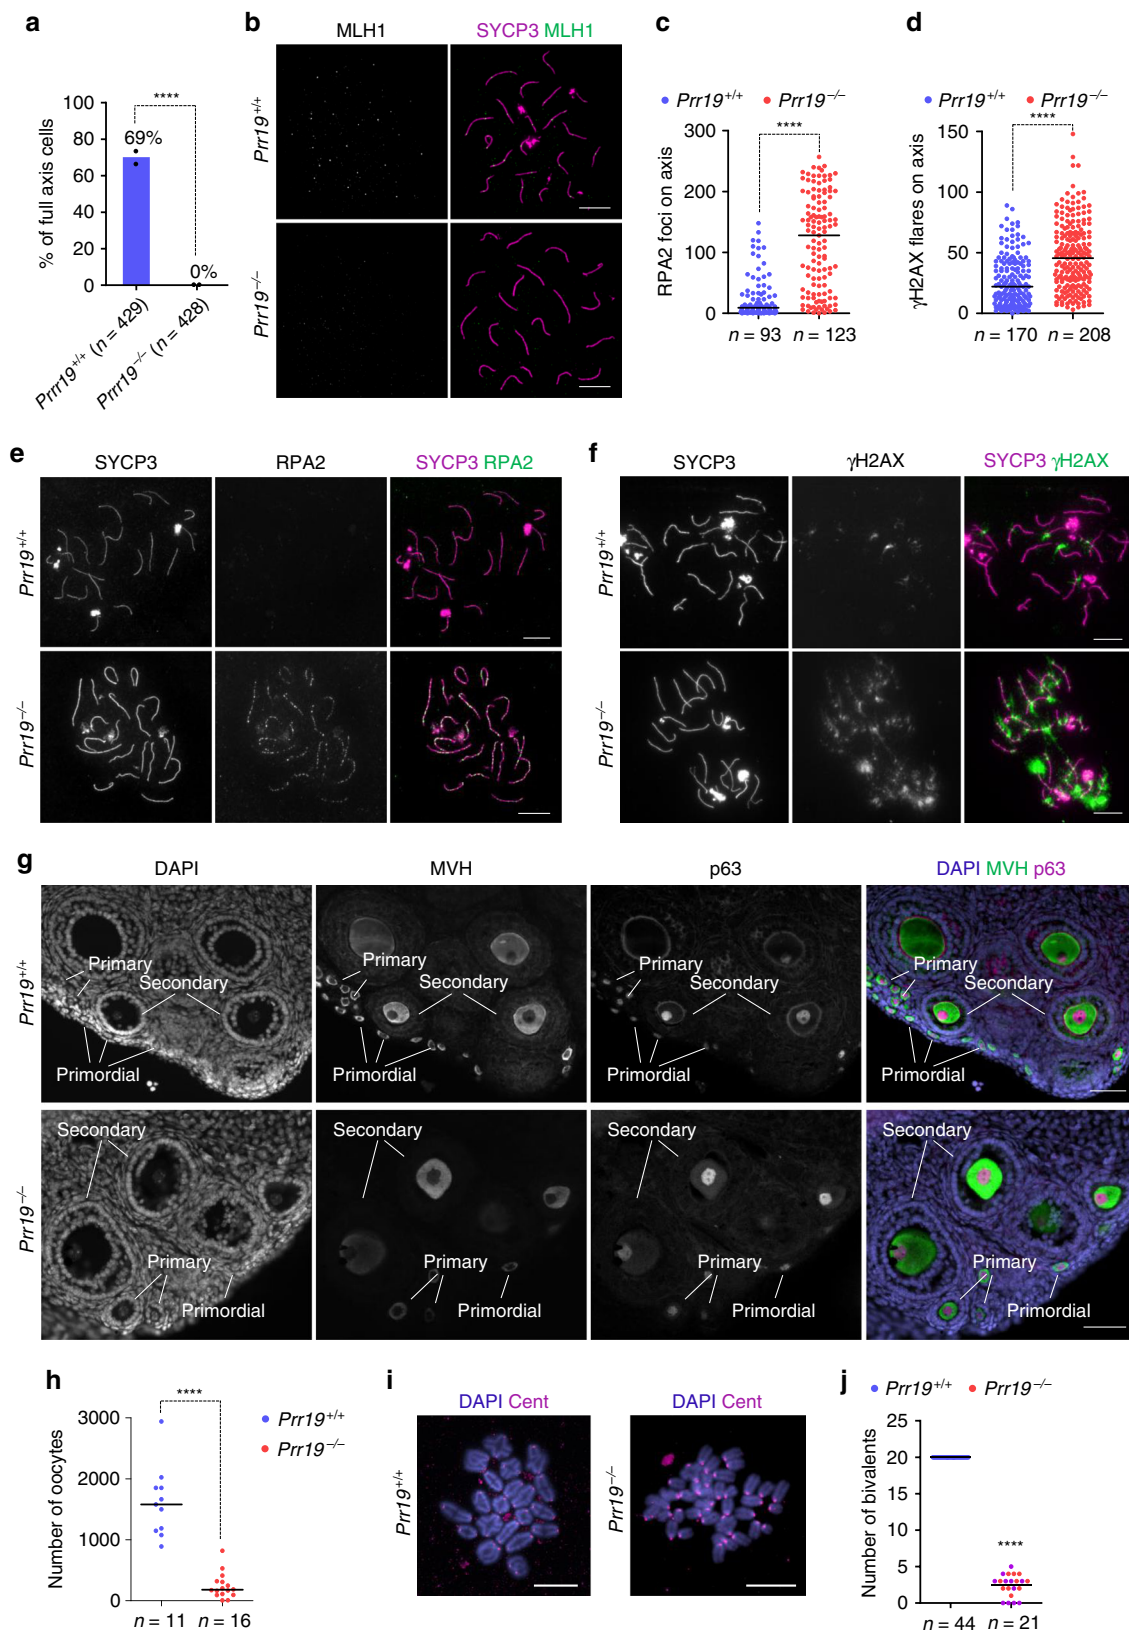 a
% of full axis cells
100
80
60
40
20
0
****
69%
0%
Prrr19+/+ (n = 429)
Prrr19−/− (n = 428)
b
MLH1
SYCP3 MLH1
Prr19+/+
Prr19−/−
c
Prr19+/+
Prr19−/−
****
RPA2 foci on axis
300
200
100
0
n = 93
n = 123
d
Prr19+/+
Prr19−/−
****
γH2AX flares on axis
150
100
50
0
n = 170
n = 208
e
SYCP3
RPA2
SYCP3 RPA2
Prr19+/+
Prr19−/−
f
SYCP3
γH2AX
SYCP3 γH2AX
Prr19+/+
Prr19−/−
g
DAPI
MVH
p63
DAPI MVH p63
Prr19+/+
Primary
Secondary
Primordial
Primary
Secondary
Primordial
Primary
Secondary
Primordial
Primary
Secondary
Primordial
Prr19−/−
Secondary
Primary
Primordial
Secondary
Primary
Primordial
Secondary
Primary
Primordial
Secondary
Primary
Primordial
h
****
Prr19+/+
Prr19−/−
Number of oocytes
3000
2000
1000
0
n = 11
n = 16
i
DAPI Cent
DAPI Cent
Prr19+/+
Prr19−/−
j
Prr19+/+
Prr19−/−
Number of bivalents
25
20
15
10
5
0
****
n = 44
n = 21